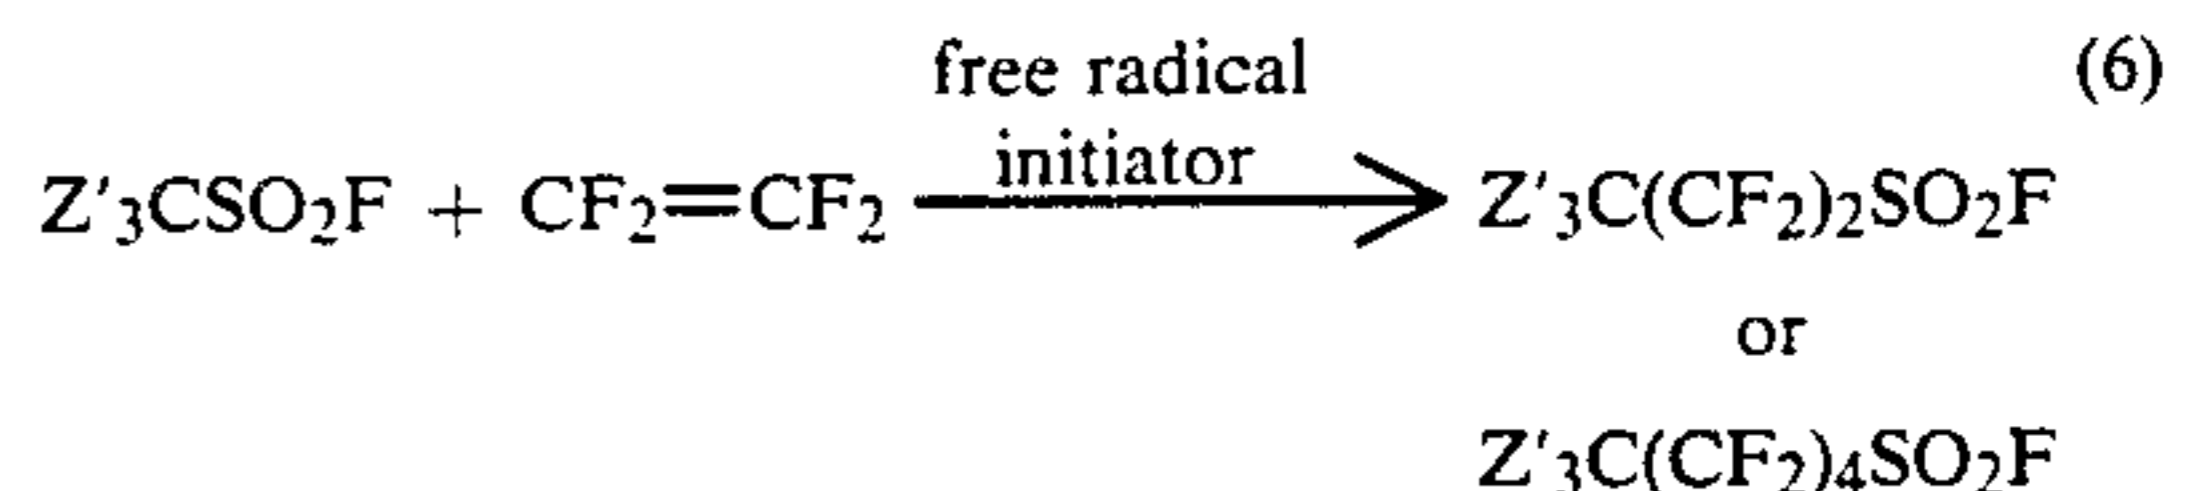 free radical (6)
initiator
Z'₃CSO₂F + CF₂=CF₂ ⟶ Z'₃C(CF₂)₂SO₂F
or
Z'₃C(CF₂)₄SO₂F